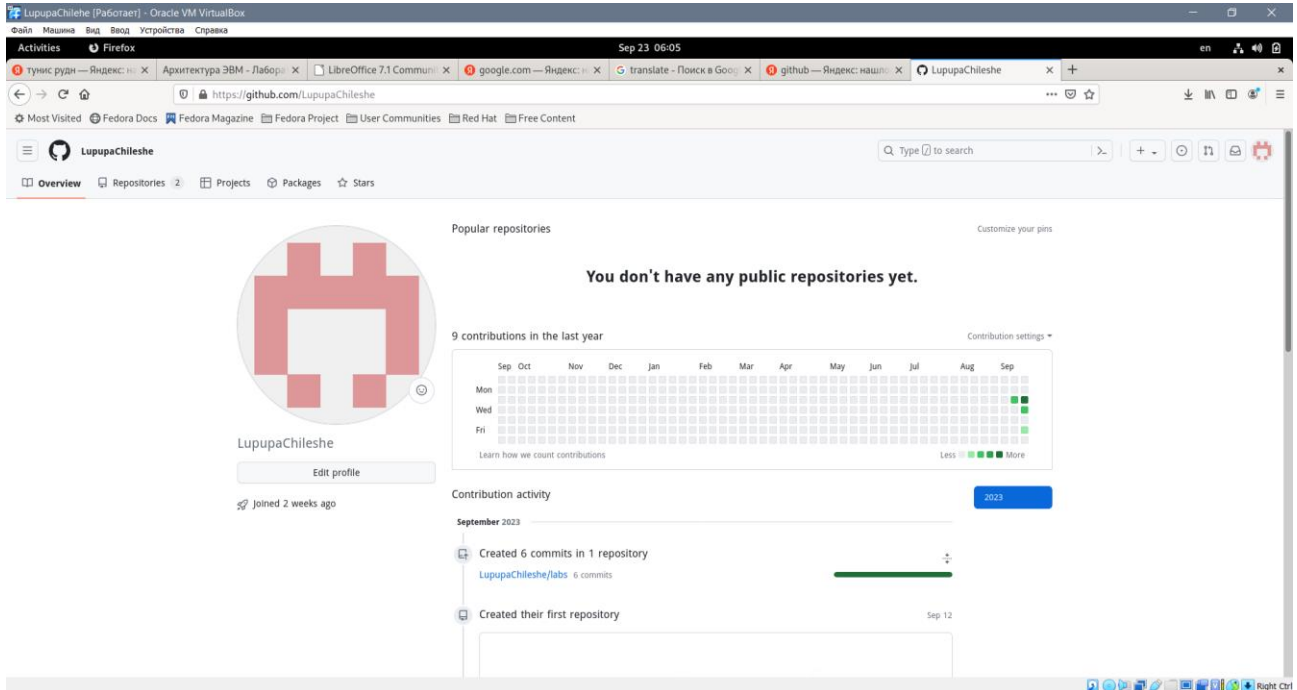 LupupaChilehe [Работает] - Oracle VM VirtualBox
Файл Машина Вид Ввод Устройства Справка
Activities Firefox Sep 23 06:05 en
тунис рудн — Яндекс: на Архитектура ЭВМ - Лабора LibreOffice 7.1 Communi google.com — Яндекс: н translate - Поиск в Goog github — Яндекс: нашло LupupaChileshe
https://github.com/LupupaChileshe
Most Visited Fedora Docs Fedora Magazine Fedora Project User Communities Red Hat Free Content
LupupaChileshe Type / to search
Overview Repositories 2 Projects Packages Stars
Popular repositories Customize your pins
You don't have any public repositories yet.
9 contributions in the last year Contribution settings
Sep Oct Nov Dec Jan Feb Mar Apr May Jun Jul Aug Sep
Mon
Wed
Fri
Learn how we count contributions Less More
LupupaChileshe
Edit profile
Joined 2 weeks ago
Contribution activity 2023
September 2023
Created 6 commits in 1 repository
LupupaChileshe/labs 6 commits
Created their first repository Sep 12
Right Ctrl